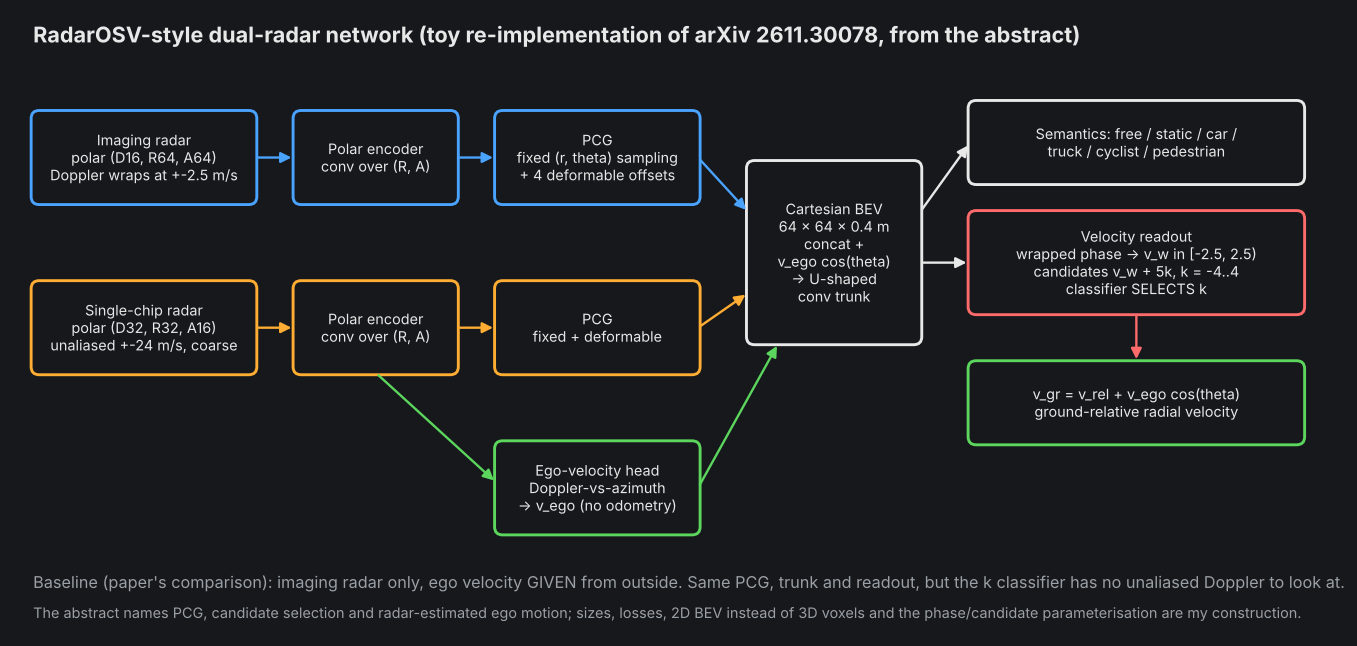 RadarOSV-style dual-radar network (toy re-implementation of arXiv 2611.30078, from the abstract)
Imaging radar
polar (D16, R64, A64)
Doppler wraps at +-2.5 m/s
Polar encoder
conv over (R, A)
PCG
fixed (r, theta) sampling
+ 4 deformable offsets
Single-chip radar
polar (D32, R32, A16)
unaliased +-24 m/s, coarse
Polar encoder
conv over (R, A)
PCG
fixed + deformable
Ego-velocity head
Doppler-vs-azimuth
→ v_ego (no odometry)
Cartesian BEV
64 × 64 × 0.4 m
concat +
v_ego cos(theta)
→ U-shaped
conv trunk
Semantics: free / static / car /
truck / cyclist / pedestrian
Velocity readout
wrapped phase → v_w in [-2.5, 2.5)
candidates v_w + 5k, k = -4..4
classifier SELECTS k
v_gr = v_rel + v_ego cos(theta)
ground-relative radial velocity
Baseline (paper's comparison): imaging radar only, ego velocity GIVEN from outside. Same PCG, trunk and readout, but the k classifier has no unaliased Doppler to look at.
The abstract names PCG, candidate selection and radar-estimated ego motion; sizes, losses, 2D BEV instead of 3D voxels and the phase/candidate parameterisation are my construction.